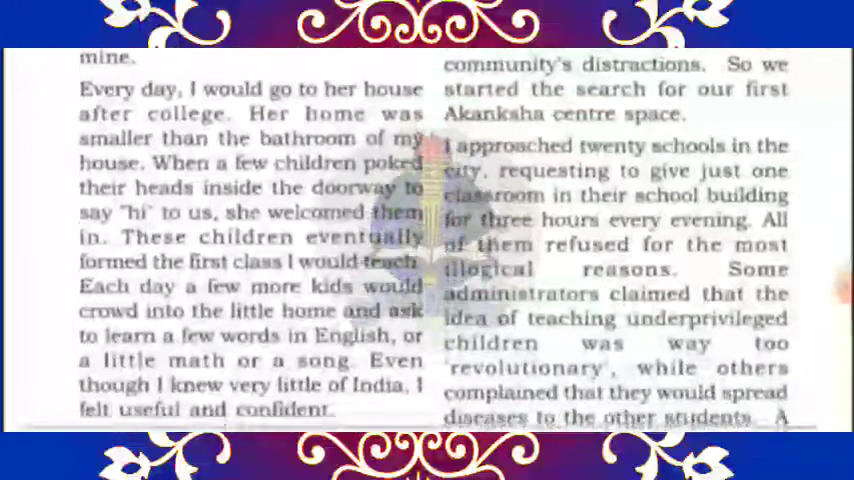 mine.
Every day, I would go to her house
after college. Her home was
smaller than the bathroom of my
house. When a few children poked
their heads inside the doorway to
say "hi" to us, she welcomed them
in. These children eventually
formed the first class I would teach.
Each day a few more kids would
crowd into the little home and ask
to learn a few words in English, or
a little math or a song. Even
though I knew very little of India, I
felt useful and confident.
community's distractions. So we
started the search for our first
Akanksha centre space.
I approached twenty schools in the
city, requesting to give just one
classroom in their school building
for three hours every evening. All
of them refused for the most
illogical reasons. Some
administrators claimed that the
idea of teaching underprivileged
children was way too
'revolutionary', while others
complained that they would spread
diseases to the other students. A